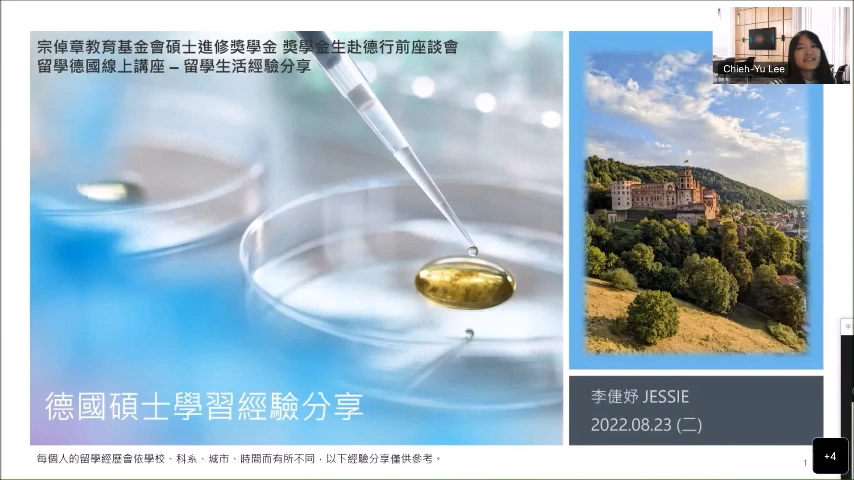 宗倬章教育基金會碩士進修獎學金 獎學金生赴德行前座談會
留學德國線上講座 – 留學生活經驗分享
Chieh-Yu Lee
德國碩士學習經驗分享
李倢妤 JESSIE
2022.08.23 (二)
每個人的留學經歷會依學校、科系、城市、時間而有所不同，以下經驗分享僅供參考。
1
+4